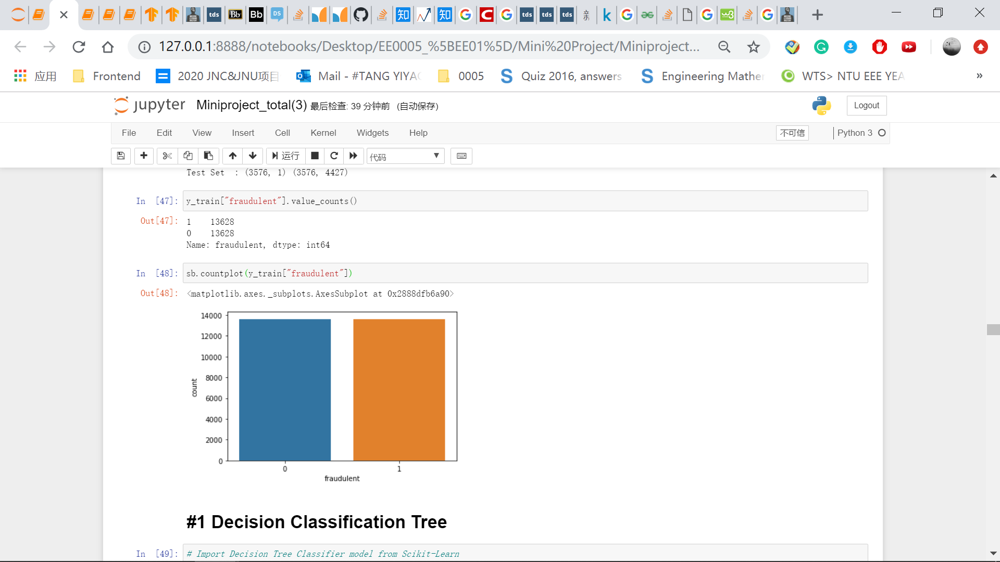 127.0.0.1:8888/notebooks/Desktop/EE0005_%5BEE01%5D/Mini%20Project/Miniproject...
应用 Frontend 2020 JNC&JNU项目 Mail - #TANG YIYAO 0005 Quiz 2016, answers Engineering Mather WTS> NTU EEE YEA »
jupyter Miniproject_total(3) 最后检查: 39 分钟前 (自动保存) Logout
File Edit View Insert Cell Kernel Widgets Help 不可信 Python 3
运行 代码
Test Set : (3576, 1) (3576, 4427)
In [47]: y_train["fraudulent"].value_counts()
Out[47]: 1 13628
0 13628
Name: fraudulent, dtype: int64
In [48]: sb.countplot(y_train["fraudulent"])
Out[48]: <matplotlib.axes._subplots.AxesSubplot at 0x2888dfb6a90>
14000
12000
10000
8000
6000
4000
2000
0
count
0 1
fraudulent
#1 Decision Classification Tree
In [49]: # Import Decision Tree Classifier model from Scikit-Learn